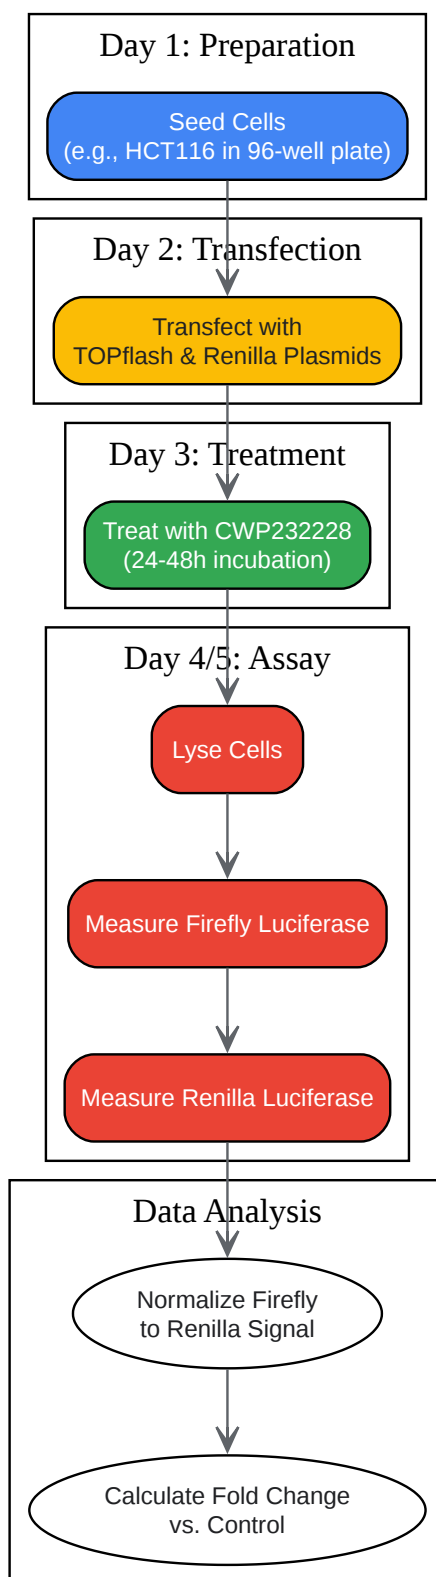 Day 1: Preparation
Seed Cells
(e.g., HCT116 in 96-well plate)
Day 2: Transfection
Transfect with
TOPflash & Renilla Plasmids
Day 3: Treatment
Treat with CWP232228
(24-48h incubation)
Day 4/5: Assay
Lyse Cells
Measure Firefly Luciferase
Measure Renilla Luciferase
Data Analysis
Normalize Firefly
to Renilla Signal
Calculate Fold Change
vs. Control